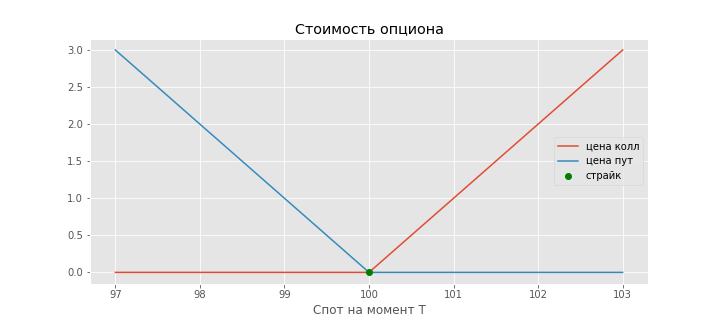 Стоимость опциона
3.0
2.5
2.0
1.5
1.0
0.5
0.0
цена колл
цена пут
страйк
97 98 99 100 101 102 103
Спот на момент Т